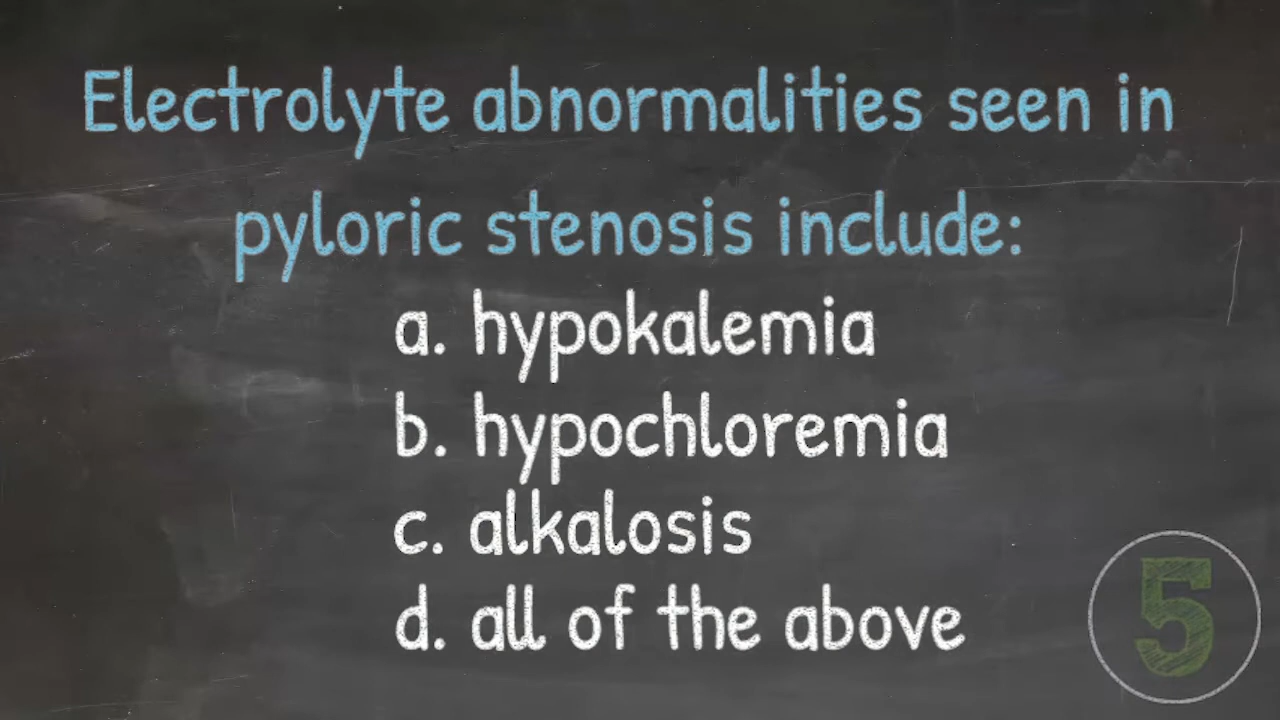 Electrolyte abnormalities seen in
pyloric stenosis include:
a. hypokalemia
b. hypochloremia
c. alkalosis
d. all of the above
5